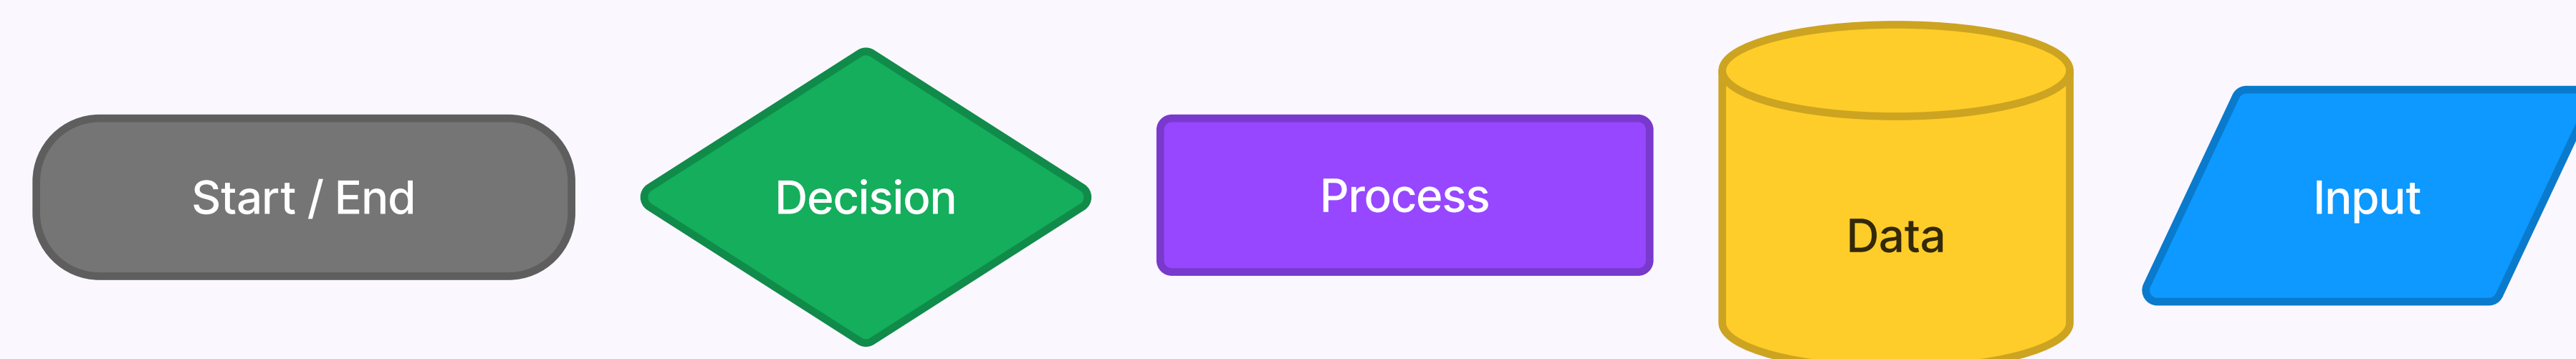 Start / End
Decision
Process
Data
Input